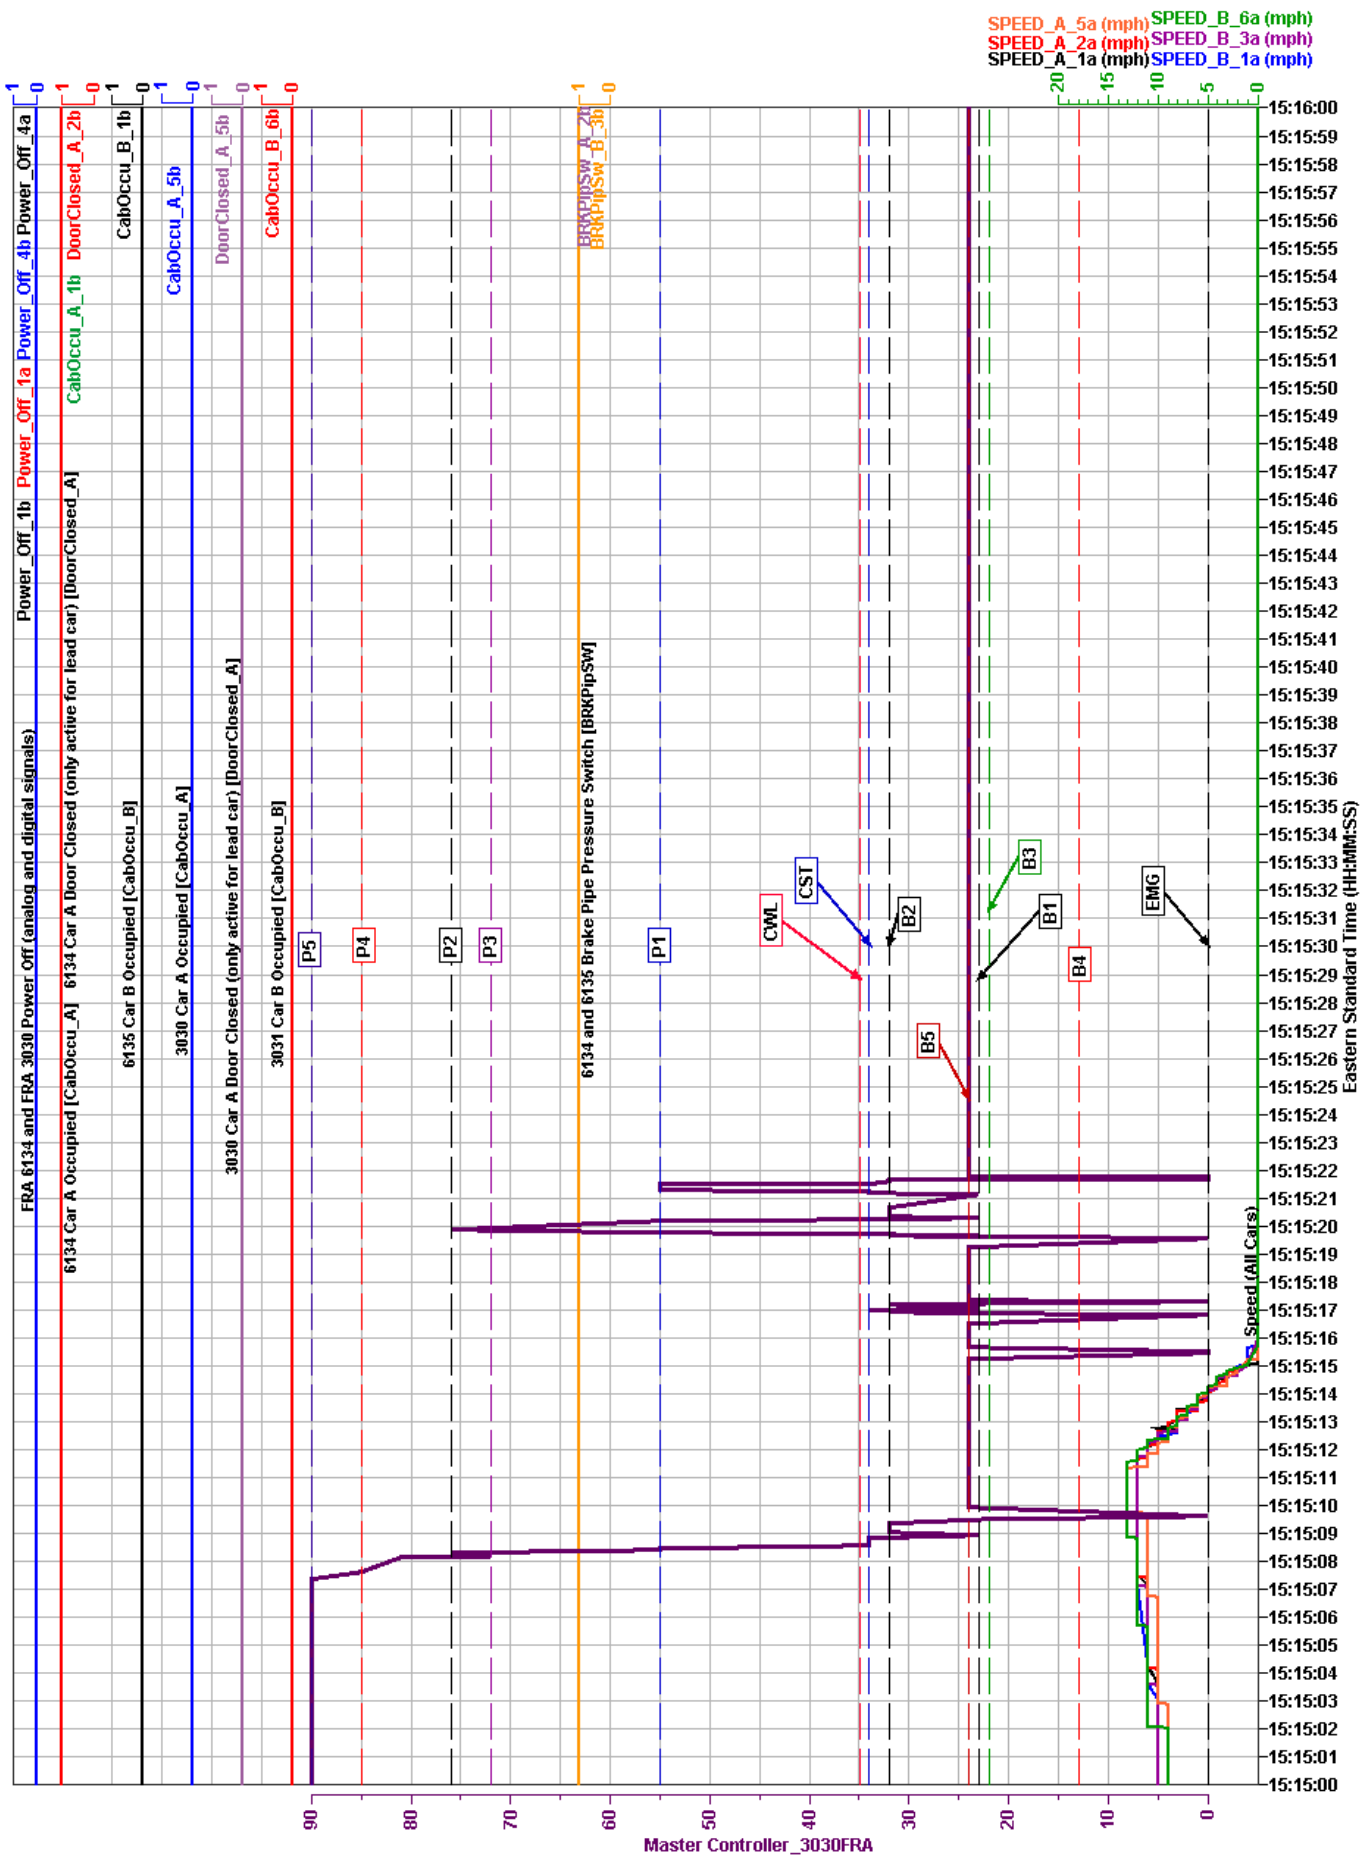 SPEED_A_5a (mph) SPEED_B_6a (mph)
SPEED_A_2a (mph) SPEED_B_3a (mph)
SPEED_A_1a (mph) SPEED_B_1a (mph)
1 0 1 0 1 0 1 0 1 0 1 0 1 0 20 15 10 5 0
FRA 6134 and FRA 3030 Power Off (analog and digital signals)
Power_Off_1b Power_Off_1a Power_Off_4b Power_Off_4a
6134 Car A Occupied [CabOccu_A] 6134 Car A Door Closed (only active for lead car) [DoorClosed_A]
CabOccu_A_1b DoorClosed_A_2b
6135 Car B Occupied [CabOccu_B]
CabOccu_B_1b
3030 Car A Occupied [CabOccu_A]
CabOccu_A_5b
3030 Car A Door Closed (only active for lead car) [DoorClosed_A]
DoorClosed_A_5b
3031 Car B Occupied [CabOccu_B]
CabOccu_B_6b
6134 and 6135 Brake Pipe Pressure Switch [BRKPipSW]
BRKPipSw_A_2b
BRKPipSw_B_3b
P5
P4
P2
P3
P1
CWL
CST
B2
B5
B3
B1
B4
EMG
Speed (All Cars)
15:15:00
15:15:01
15:15:02
15:15:03
15:15:04
15:15:05
15:15:06
15:15:07
15:15:08
15:15:09
15:15:10
15:15:11
15:15:12
15:15:13
15:15:14
15:15:15
15:15:16
15:15:17
15:15:18
15:15:19
15:15:20
15:15:21
15:15:22
15:15:23
15:15:24
15:15:25
15:15:26
15:15:27
15:15:28
15:15:29
15:15:30
15:15:31
15:15:32
15:15:33
15:15:34
15:15:35
15:15:36
15:15:37
15:15:38
15:15:39
15:15:40
15:15:41
15:15:42
15:15:43
15:15:44
15:15:45
15:15:46
15:15:47
15:15:48
15:15:49
15:15:50
15:15:51
15:15:52
15:15:53
15:15:54
15:15:55
15:15:56
15:15:57
15:15:58
15:15:59
15:16:00
Eastern Standard Time (HH:MM:SS)
90 80 70 60 50 40 30 20 10 0
Master Controller_3030FRA